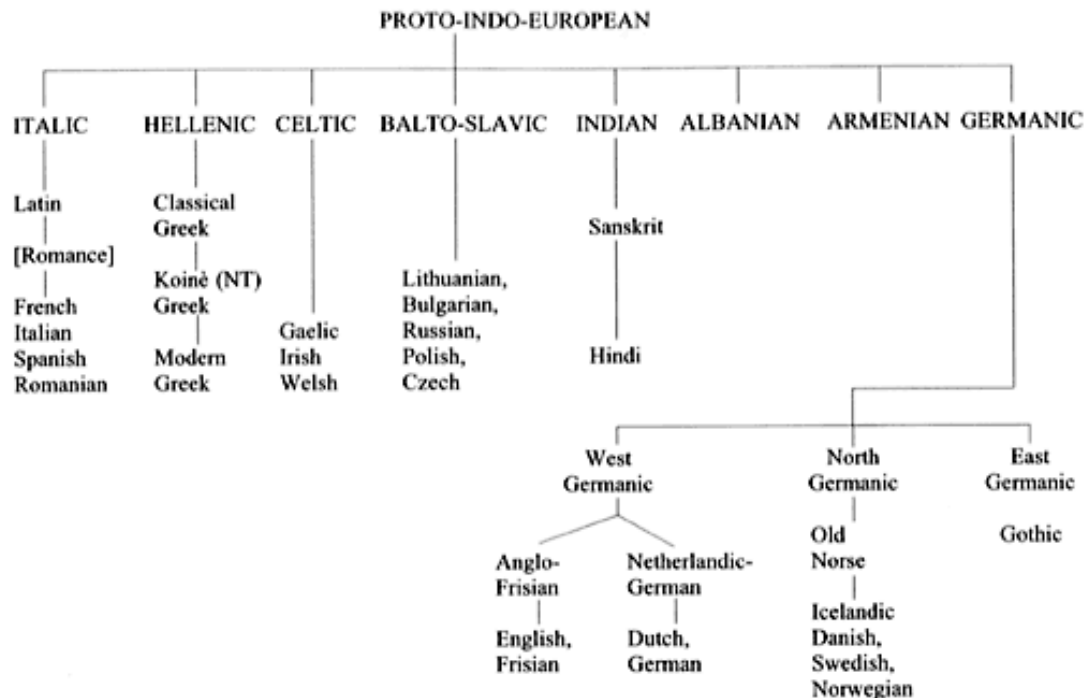 PROTO-INDO-EUROPEAN
ITALIC HELLENIC CELTIC BALTO-SLAVIC INDIAN ALBANIAN ARMENIAN GERMANIC
Latin
[Romance]
French
Italian
Spanish
Romanian
Classical
Greek
Koinè (NT)
Greek
Modern
Greek
Gaelic
Irish
Welsh
Lithuanian,
Bulgarian,
Russian,
Polish,
Czech
Sanskrit
Hindi
West
Germanic
Anglo-
Frisian
English,
Frisian
Netherlandic-
German
Dutch,
German
North
Germanic
Old
Norse
Icelandic
Danish,
Swedish,
Norwegian
East
Germanic
Gothic